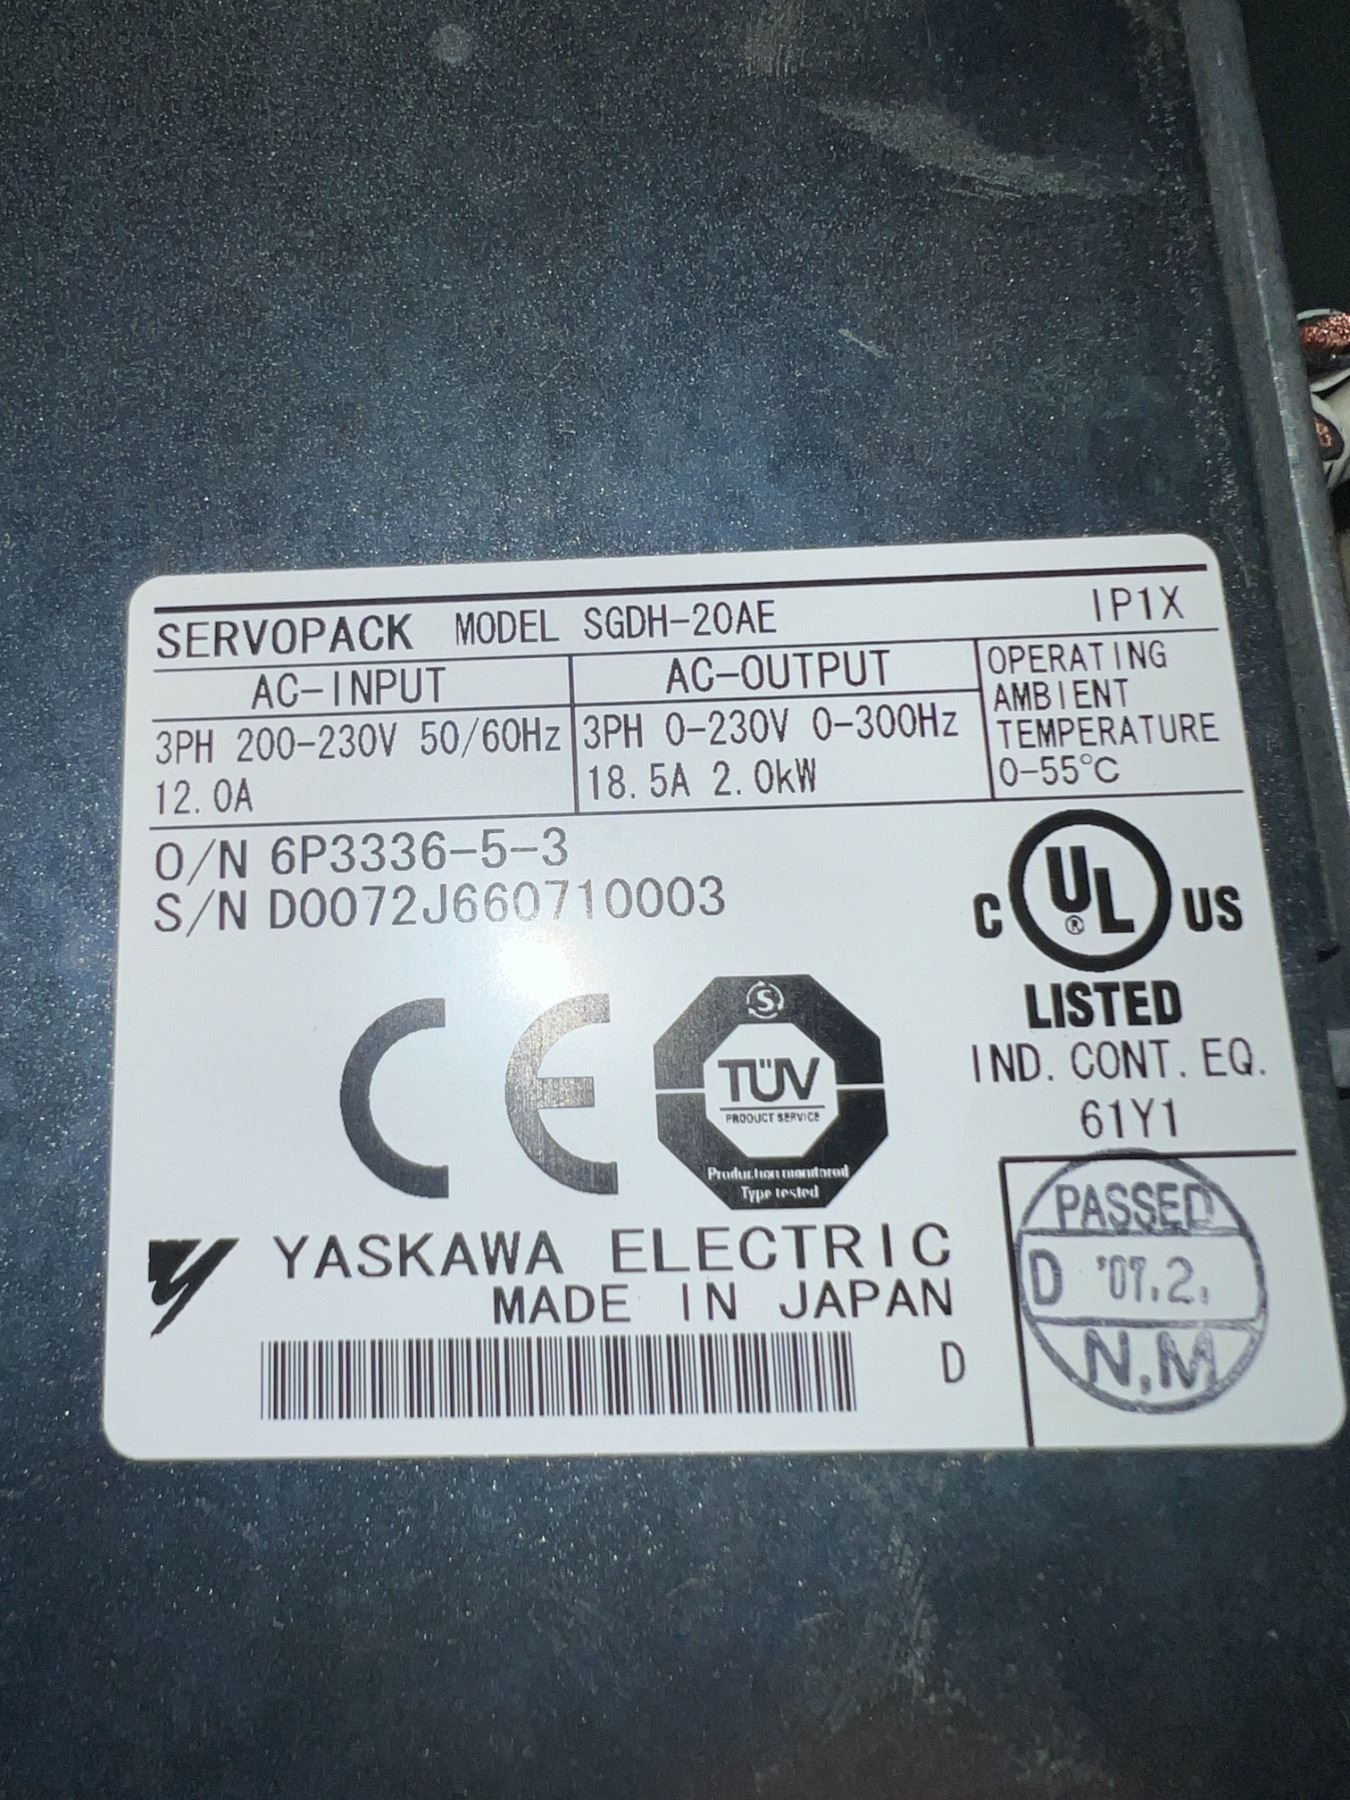 SERVOPACK MODEL SGDH-20AE IP1X
AC-INPUT
3PH 200-230V 50/60Hz
12.0A
AC-OUTPUT
3PH 0-230V 0-300Hz
18.5A 2.0kW
OPERATING
AMBIENT
TEMPERATURE
0-55°C
O/N 6P3336-5-3
S/N D0072J660710003
C UL ® US
LISTED
IND. CONT. EQ.
61Y1
CE
S
TÜV
PRODUCT SERVICE
Production monitored
Type tested
YASKAWA ELECTRIC
MADE IN JAPAN
D
PASSED
D '07.2.
N.M